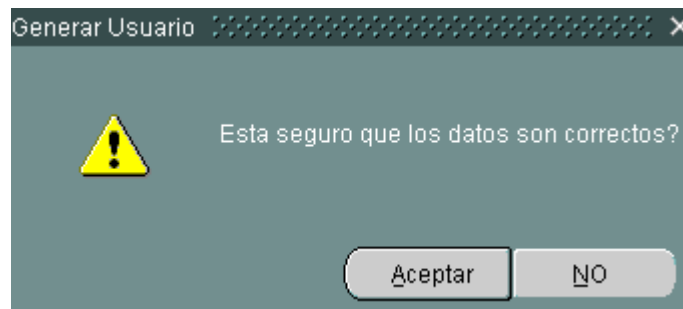 Generar Usuario
Esta seguro que los datos son correctos?
Aceptar
NO